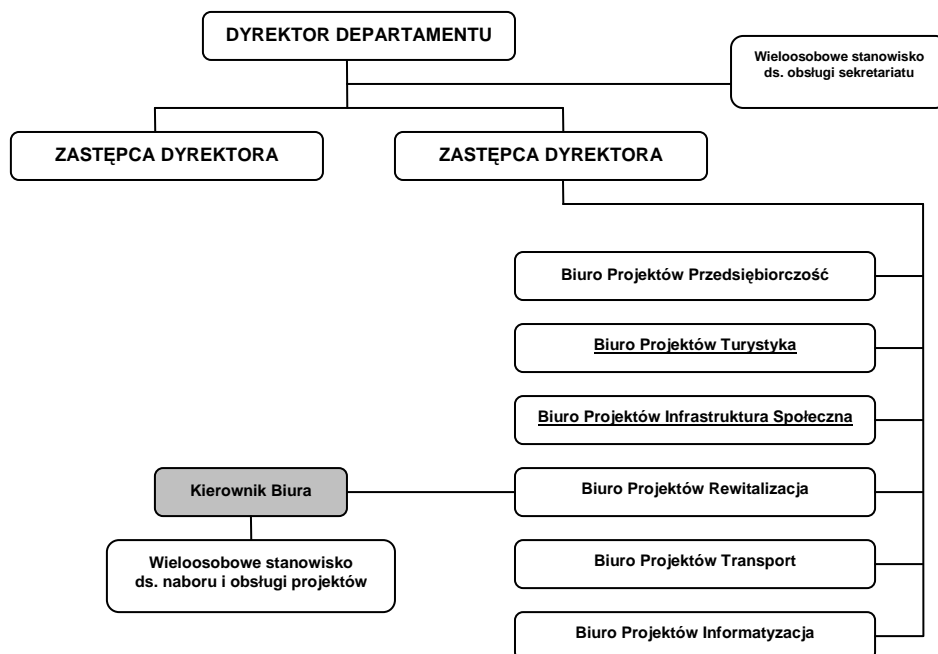 DYREKTOR DEPARTAMENTU
Wieloosobowe stanowisko
ds. obsługi sekretariatu
ZASTĘPCA DYREKTORA
ZASTĘPCA DYREKTORA
Biuro Projektów Przedsiębiorczość
Biuro Projektów Turystyka
Biuro Projektów Infrastruktura Społeczna
Kierownik Biura
Biuro Projektów Rewitalizacja
Wieloosobowe stanowisko
ds. naboru i obsługi projektów
Biuro Projektów Transport
Biuro Projektów Informatyzacja